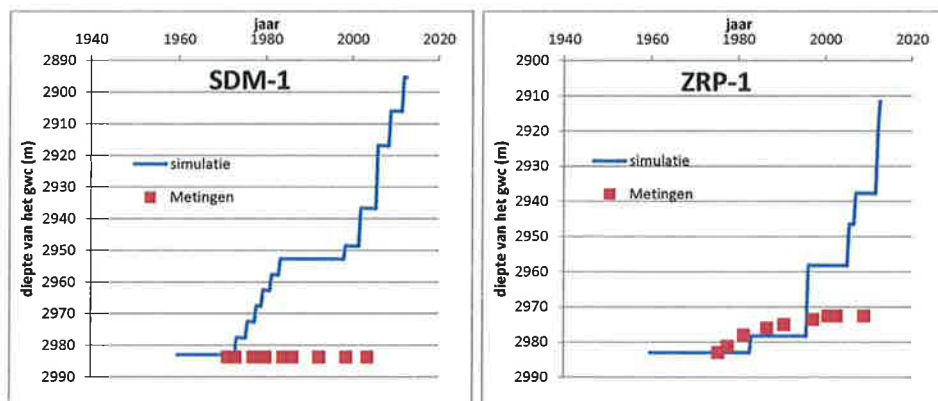 jaar
1940 1960 1980 2000 2020
2890
SDM-1
2900
2910
2920
simulatie
2930
Metingen
2940
2950
2960
2970
2980
2990
diepte van het gwc (m)
jaar
1940 1960 1980 2000 2020
2900
ZRP-1
2910
2920
simulatie
2930
Metingen
2940
2950
2960
2970
2980
2990
diepte van het gwc (m)